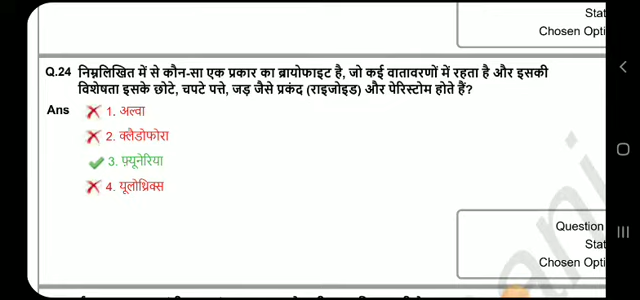 Stat
Chosen Opti
Q.24 निम्नलिखित में से कौन-सा एक प्रकार का ब्रायोफाइट है, जो कई वातावरणों में रहता है और इसकी
विशेषता इसके छोटे, चपटे पत्ते, जड़ जैसे प्रकंद (राइजोइड) और पेरिस्टोम होते हैं?
Ans 1. अल्वा
2. क्लैडोफोरा
3. फ़्यूनेरिया
4. यूलोथ्रिक्स
Question
Stat
Chosen Opti